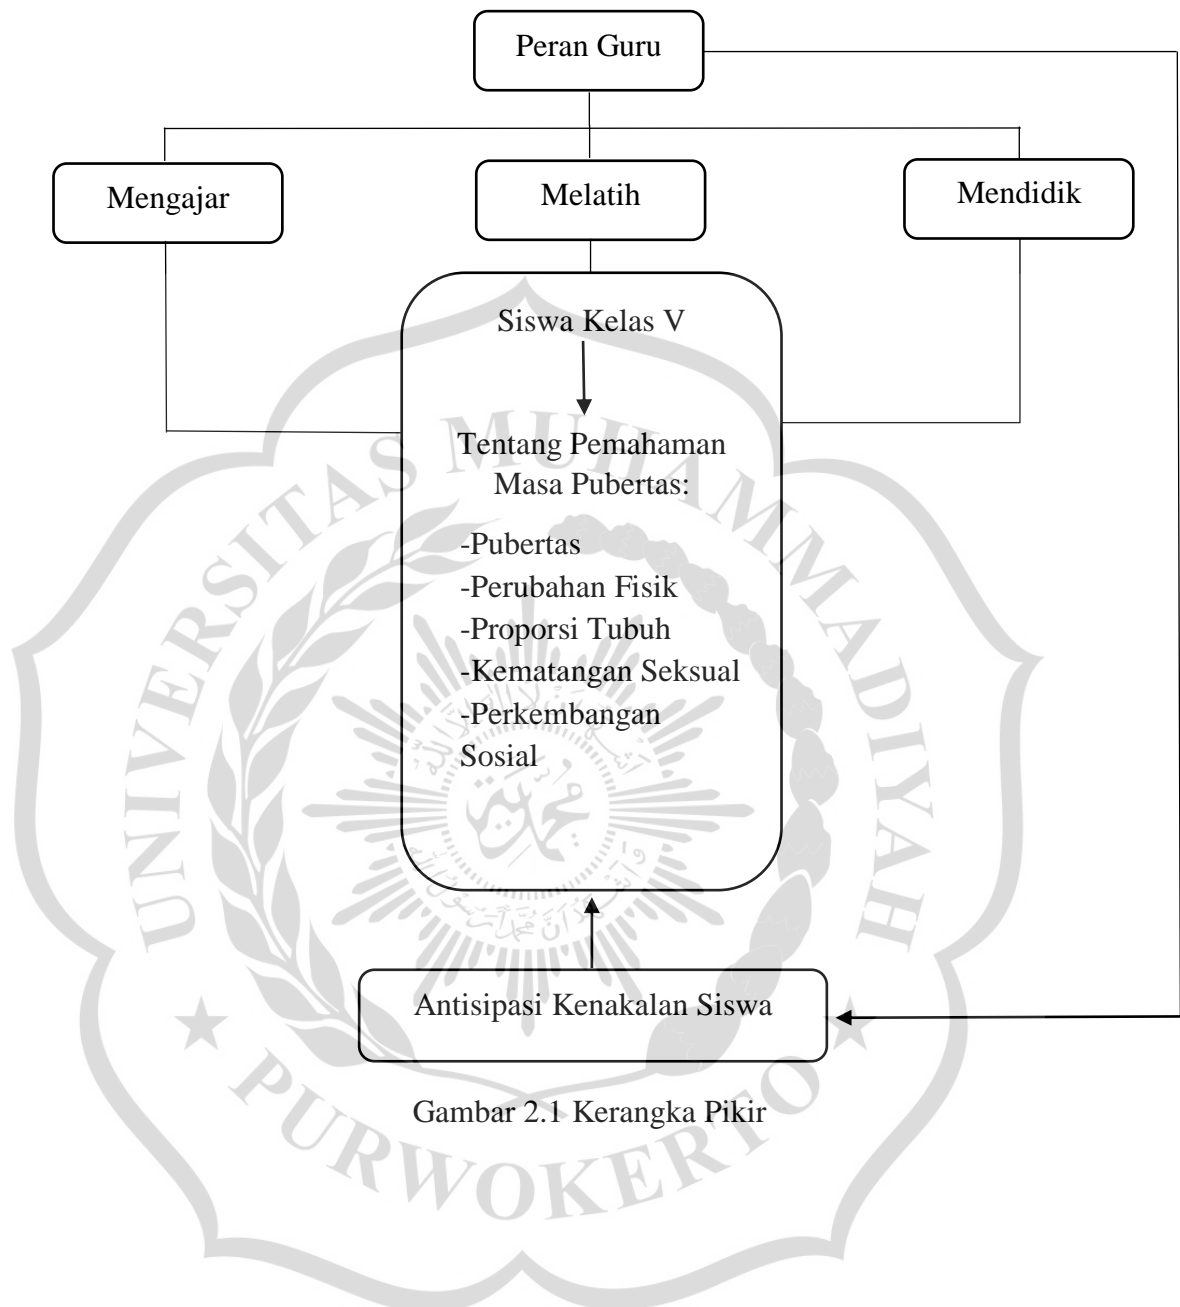 Peran Guru
Mengajar
Melatih
Mendidik
Siswa Kelas V
Tentang Pemahaman
Masa Pubertas:
-Pubertas
-Perubahan Fisik
-Proporsi Tubuh
-Kematangan Seksual
-Perkembangan
Sosial
Antisipasi Kenakalan Siswa
Gambar 2.1 Kerangka Pikir
UNIVERSITAS MUHAMMADIYAH
PURWOKERTO